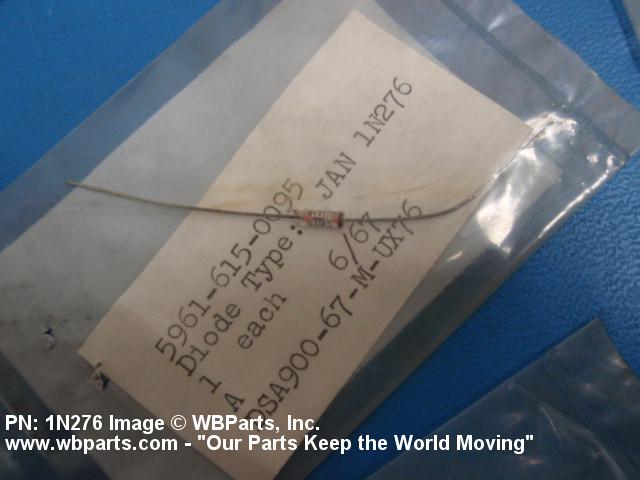 5961-615-0095
Diode Type: JAN 1N276
1 each 6/67
A
DSA900-67-M-UX76
PN: 1N276 Image © WBParts, Inc.
www.wbparts.com - "Our Parts Keep the World Moving"